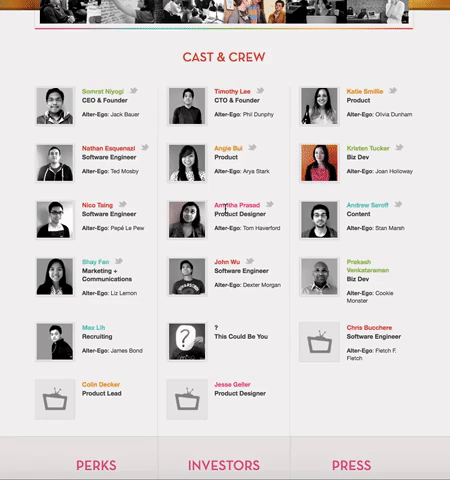 CAST & CREW
Somrat Niyogi
CEO & Founder
Alter-Ego: Jack Bauer
Timothy Lee
CTO & Founder
Alter-Ego: Phil Dunphy
Katie Smillie
Product
Alter-Ego: Olivia Dunham
Nathan Esquenazi
Software Engineer
Alter-Ego: Ted Mosby
Angie Bui
Product
Alter-Ego: Arya Stark
Kristen Tucker
Biz Dev
Alter-Ego: Joan Holloway
Nico Tsing
Software Engineer
Alter-Ego: Pepé Le Pew
Prasad
Product Designer
Alter-Ego: Tom Haverford
Andrew Seroff
Content
Alter-Ego: Stan Marsh
Shay Fan
Marketing +
Communications
Alter-Ego: Liz Lemon
John Wu
Software Engineer
Alter-Ego: Dexter Morgan
Prakash
Venkataraman
Biz Dev
Alter-Ego: Cookie
Monster
Max Lih
Recruiting
Alter-Ego: James Bond
?
This Could Be You
Chris Bucchere
Software Engineer
Alter-Ego: Fletch F.
Fletch
Colin Decker
Product Lead
Jesse Geller
Product Designer
PERKS
INVESTORS
PRESS